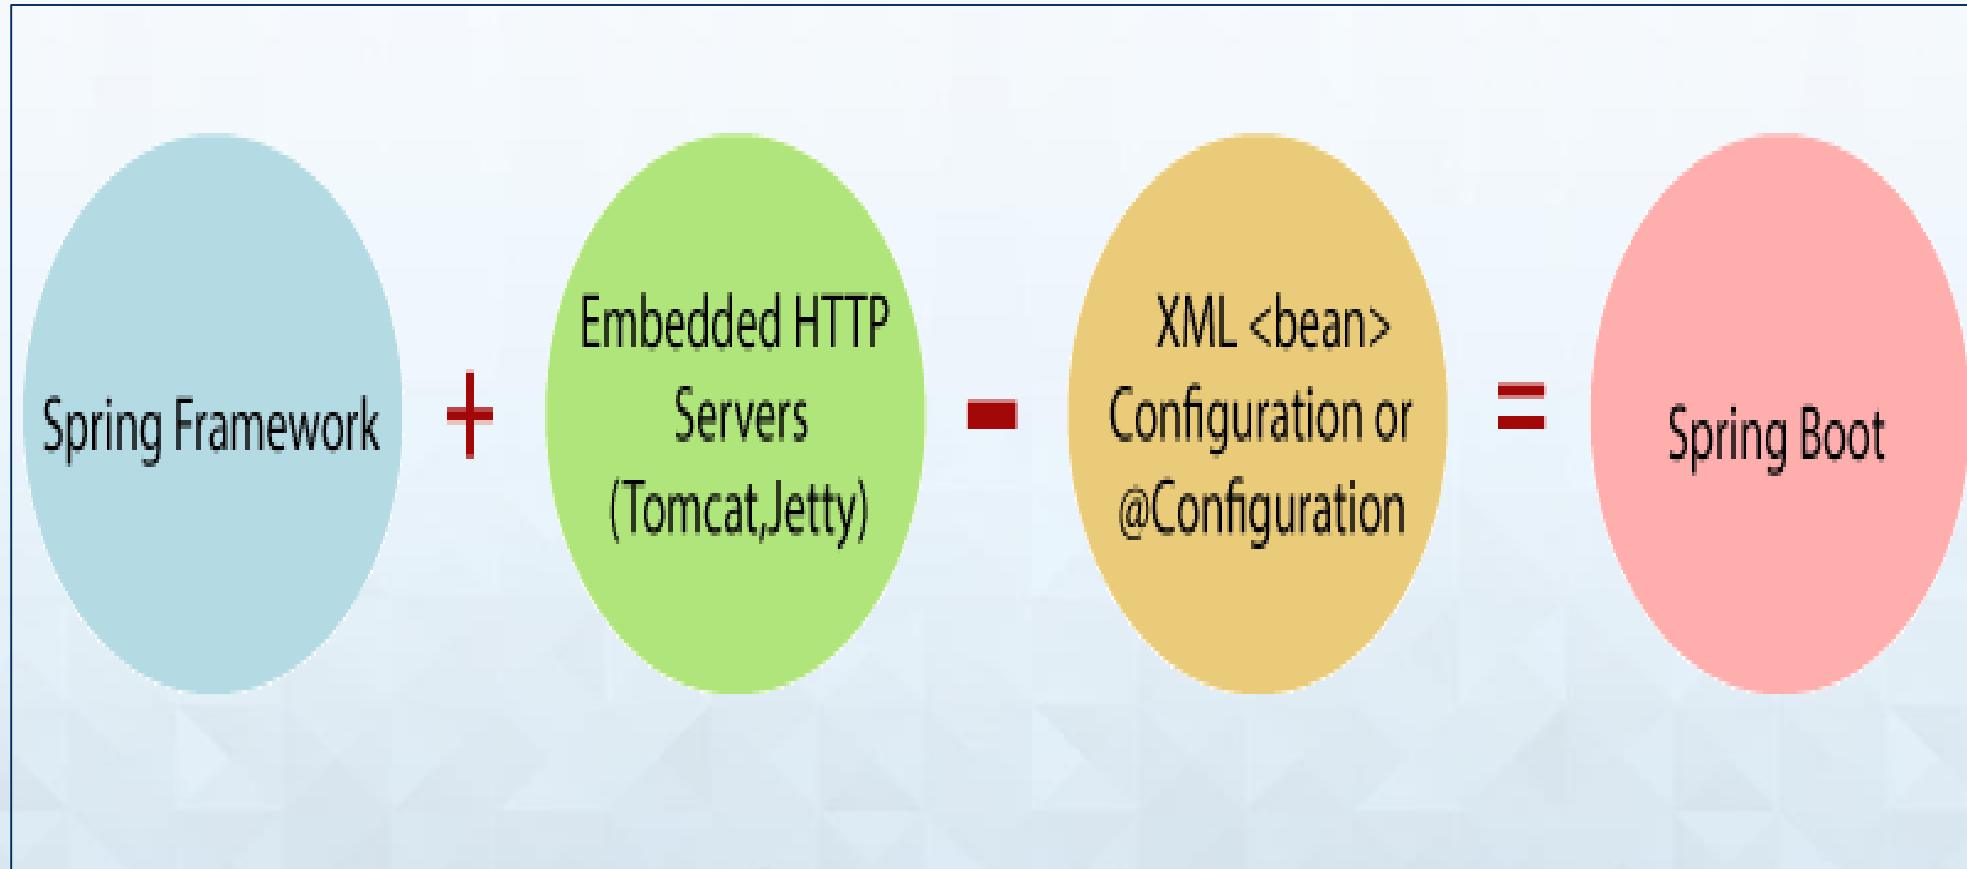 Spring Framework
+
Embedded HTTP
Servers
(Tomcat,Jetty)
-
XML <bean>
Configuration or
@Configuration
=
Spring Boot